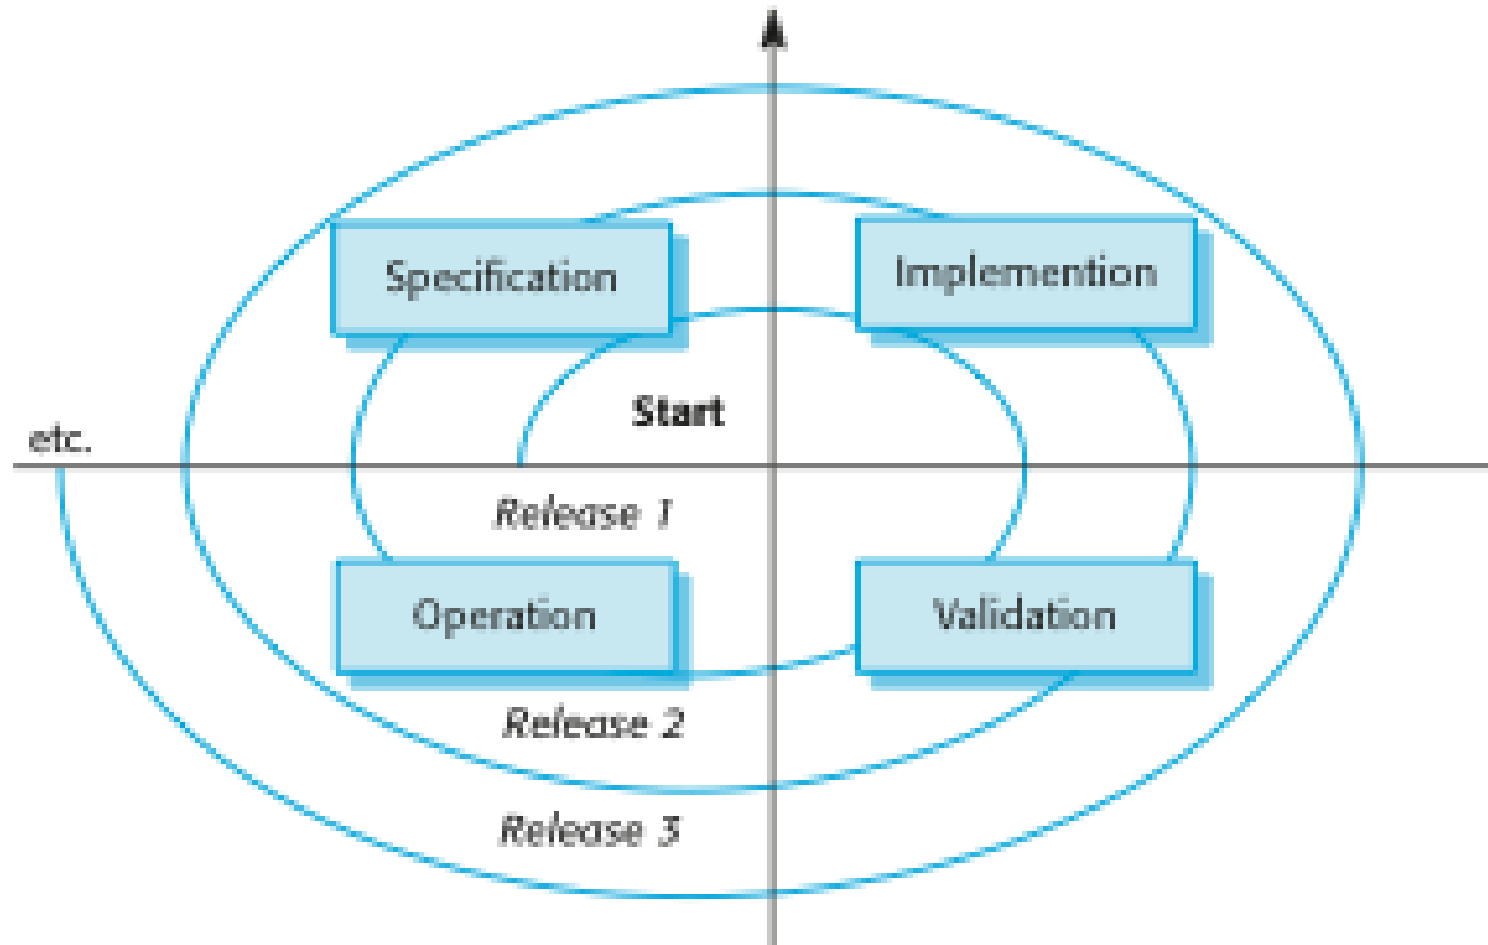 Specification
Implemention
Start
etc.
Release 1
Operation
Validation
Release 2
Release 3